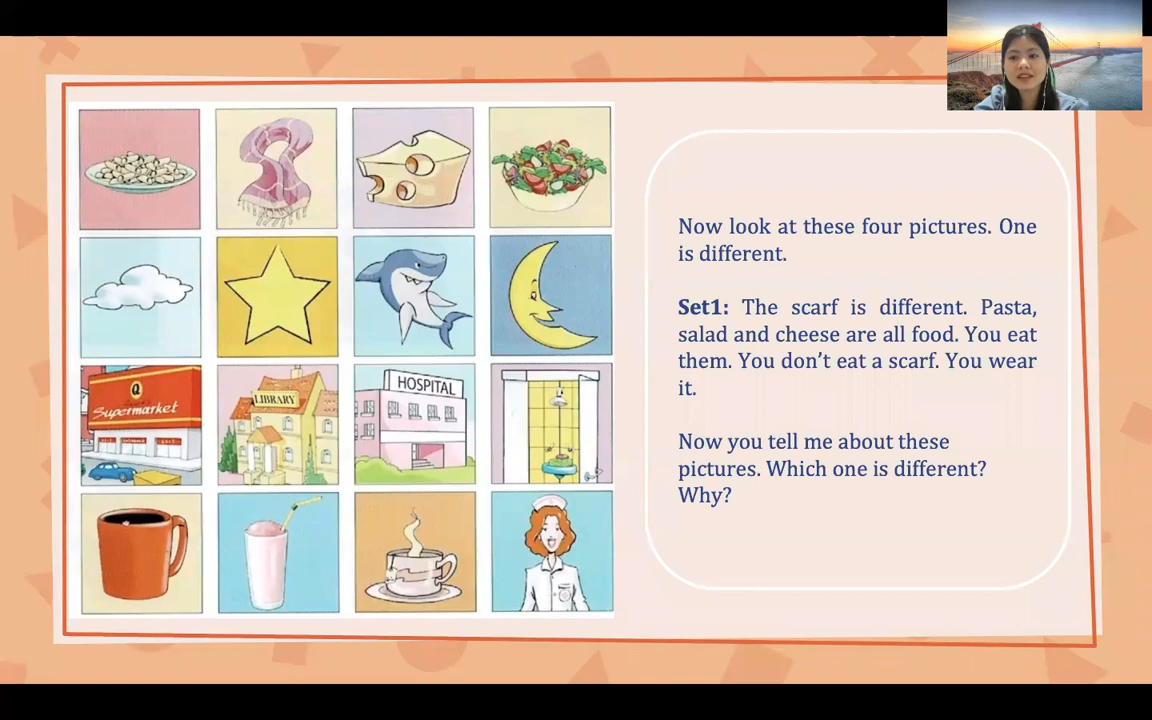 Now look at these four pictures. One
is different.
Set1: The scarf is different. Pasta,
salad and cheese are all food. You eat
them. You don’t eat a scarf. You wear
it.
Now you tell me about these
pictures. Which one is different?
Why?
Q
Supermarket
LIBRARY
HOSPITAL